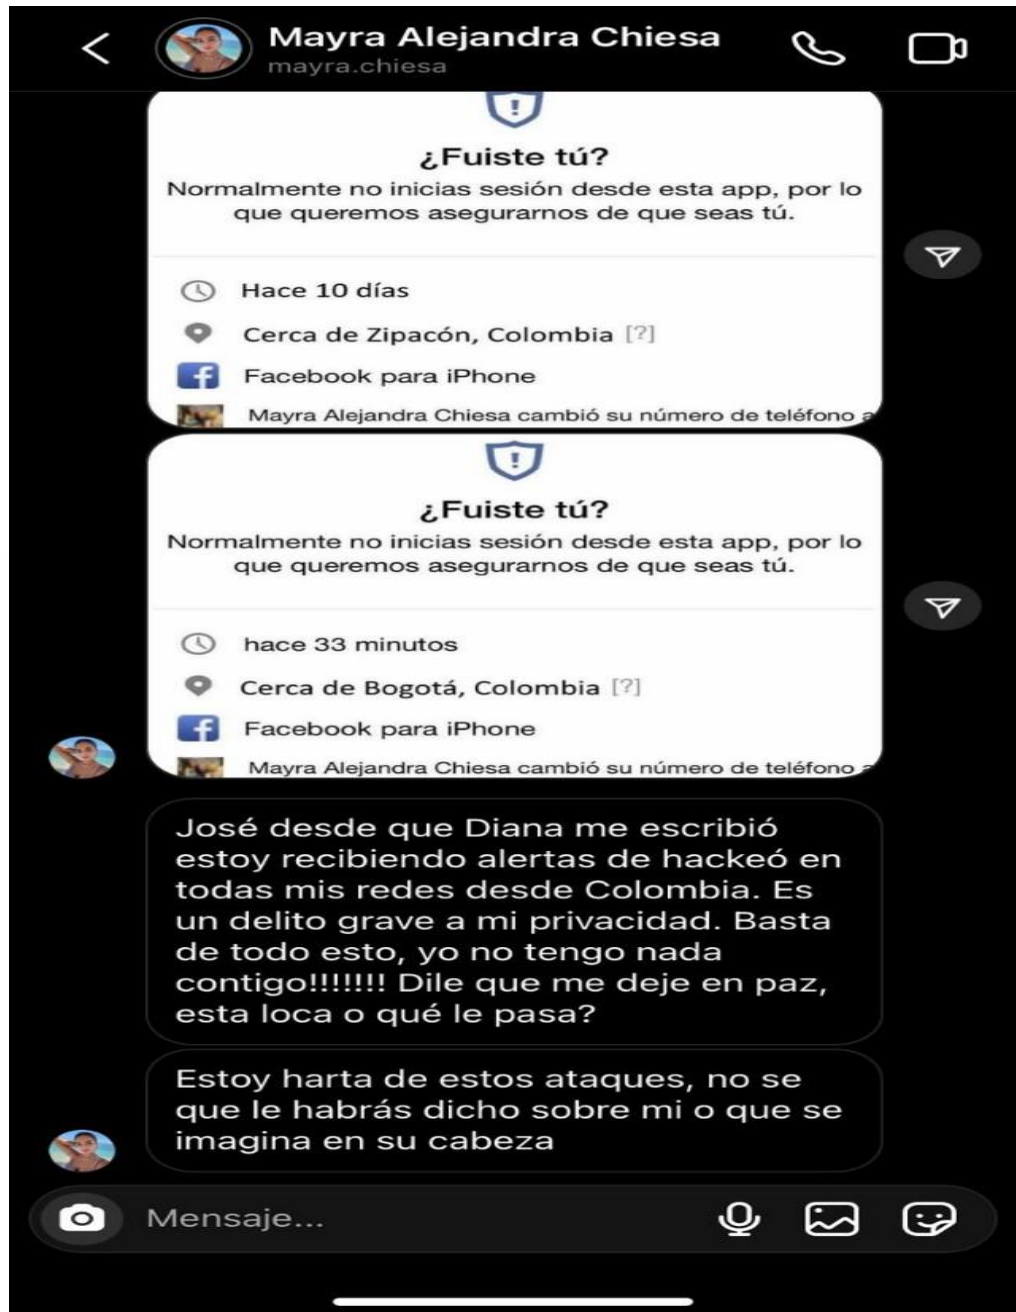 Mayra Alejandra Chiesa
mayra.chiesa
¿Fuiste tú?
Normalmente no inicias sesión desde esta app, por lo
que queremos asegurarnos de que seas tú.
Hace 10 días
Cerca de Zipacón, Colombia [?]
Facebook para iPhone
Mayra Alejandra Chiesa cambió su número de teléfono a
¿Fuiste tú?
Normalmente no inicias sesión desde esta app, por lo
que queremos asegurarnos de que seas tú.
hace 33 minutos
Cerca de Bogotá, Colombia [?]
Facebook para iPhone
Mayra Alejandra Chiesa cambió su número de teléfono a
José desde que Diana me escribió
estoy recibiendo alertas de hackeó en
todas mis redes desde Colombia. Es
un delito grave a mi privacidad. Basta
de todo esto, yo no tengo nada
contigo!!!!!!! Dile que me deje en paz,
esta loca o qué le pasa?
Estoy harta de estos ataques, no se
que le habrás dicho sobre mi o que se
imagina en su cabeza
Mensaje...